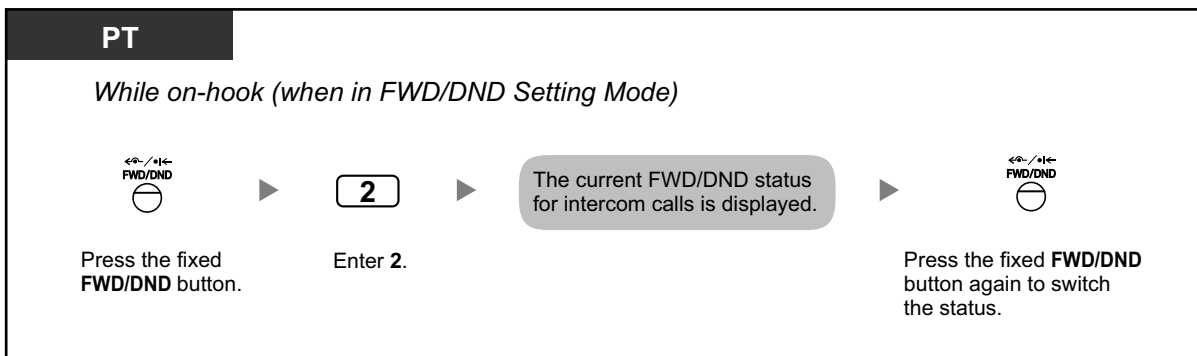 PT
While on-hook (when in FWD/DND Setting Mode)
FWD/DND
2
The current FWD/DND status
for intercom calls is displayed.
FWD/DND
Press the fixed
FWD/DND button.
Enter 2.
Press the fixed FWD/DND
button again to switch
the status.